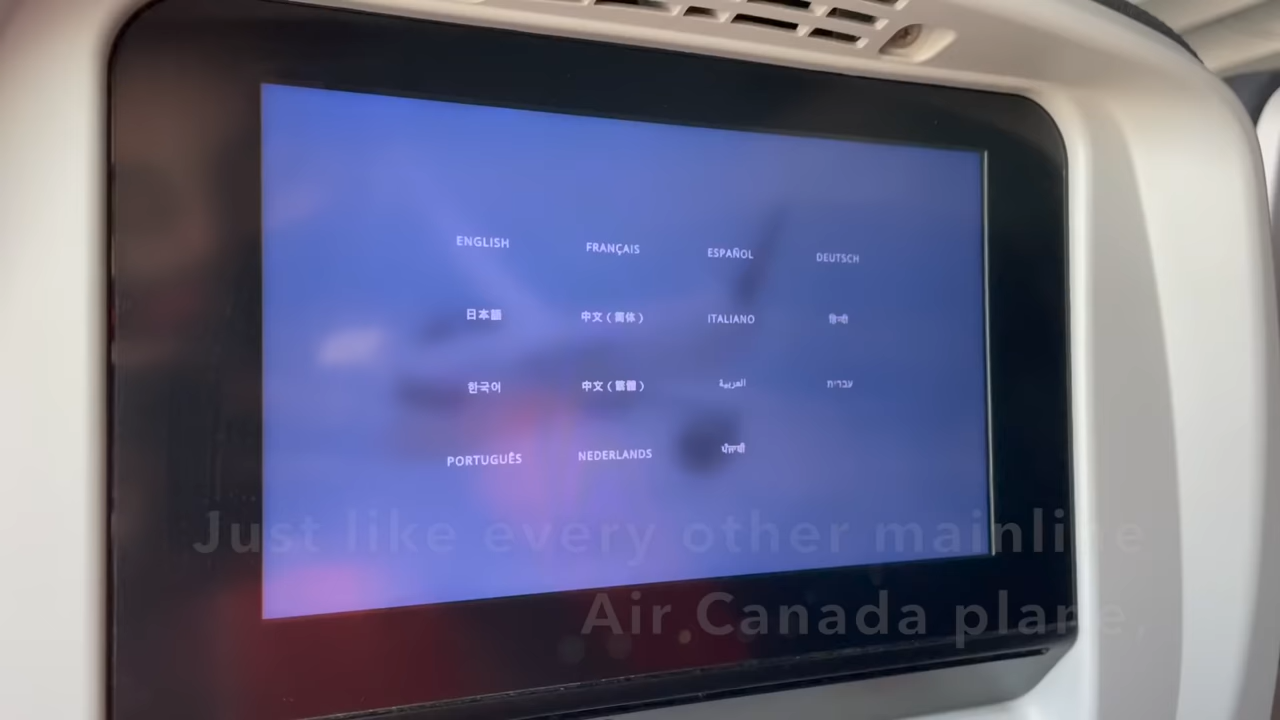 ENGLISH FRANÇAIS ESPAÑOL DEUTSCH
日本語 中文（简体） ITALIANO हिन्दी
한국어 中文（繁體） العربية עברית
PORTUGUÊS NEDERLANDS ਪੰਜਾਬੀ
Just like every other mainline
Air Canada plane,